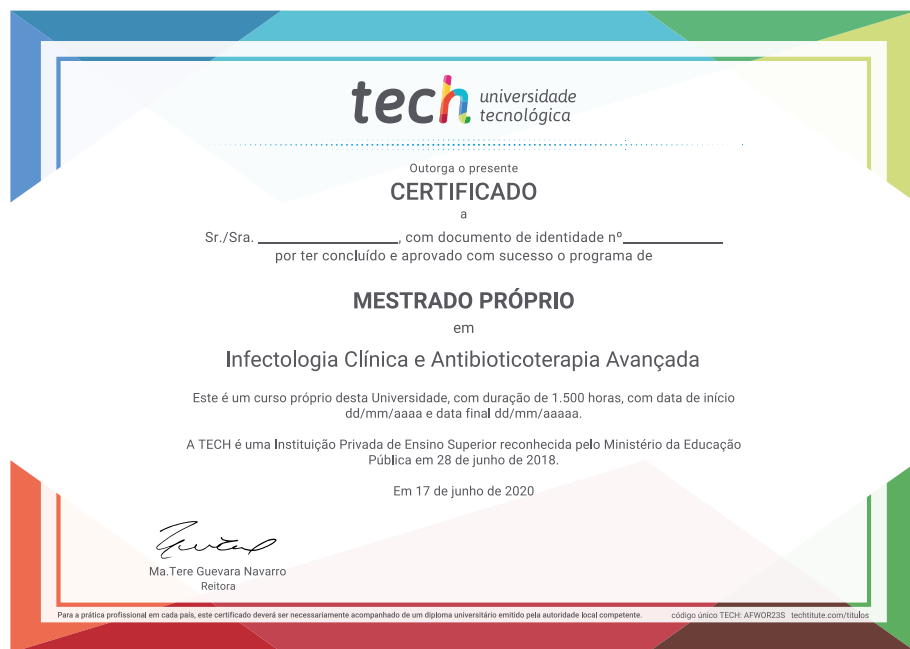 tech universidade
tecnológica
Outorga o presente
CERTIFICADO
a
Sr./Sra. ________________, com documento de identidade nº____________
por ter concluído e aprovado com sucesso o programa de
MESTRADO PRÓPRIO
em
Infectologia Clínica e Antibioticoterapia Avançada
Este é um curso próprio desta Universidade, com duração de 1.500 horas, com data de início
dd/mm/aaaa e data final dd/mm/aaaaa.
A TECH é uma Instituição Privada de Ensino Superior reconhecida pelo Ministério da Educação
Pública em 28 de junho de 2018.
Em 17 de junho de 2020
Ma.Tere Guevara Navarro
Reitora
Para a prática profissional em cada país, este certificado deverá ser necessariamente acompanhado de um diploma universitário emitido pela autoridade local competente. código único TECH: AFWOR23S techtitute.com/titulos